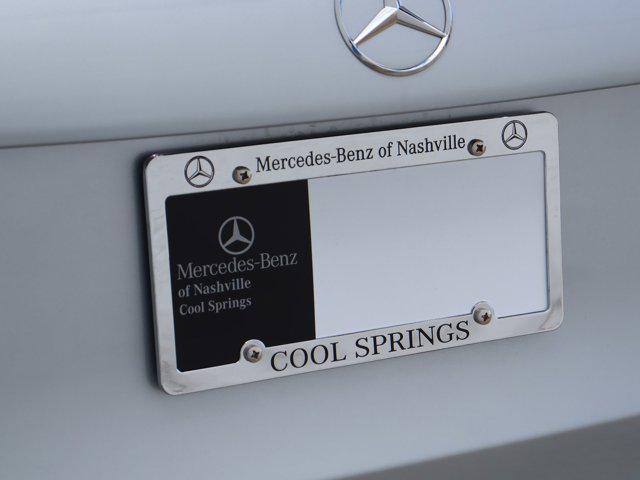 Mercedes-Benz of Nashville
Mercedes-Benz
of Nashville
Cool Springs
COOL SPRINGS